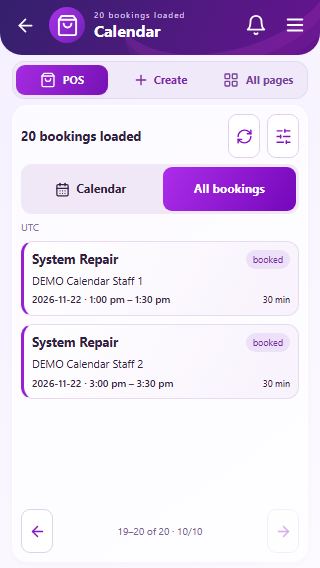 20 bookings loaded
Calendar
POS
Create
All pages
20 bookings loaded
Calendar
All bookings
UTC
System Repair
booked
DEMO Calendar Staff 1
2026-11-22 · 1:00 pm – 1:30 pm
30 min
System Repair
booked
DEMO Calendar Staff 2
2026-11-22 · 3:00 pm – 3:30 pm
30 min
19–20 of 20 · 10/10